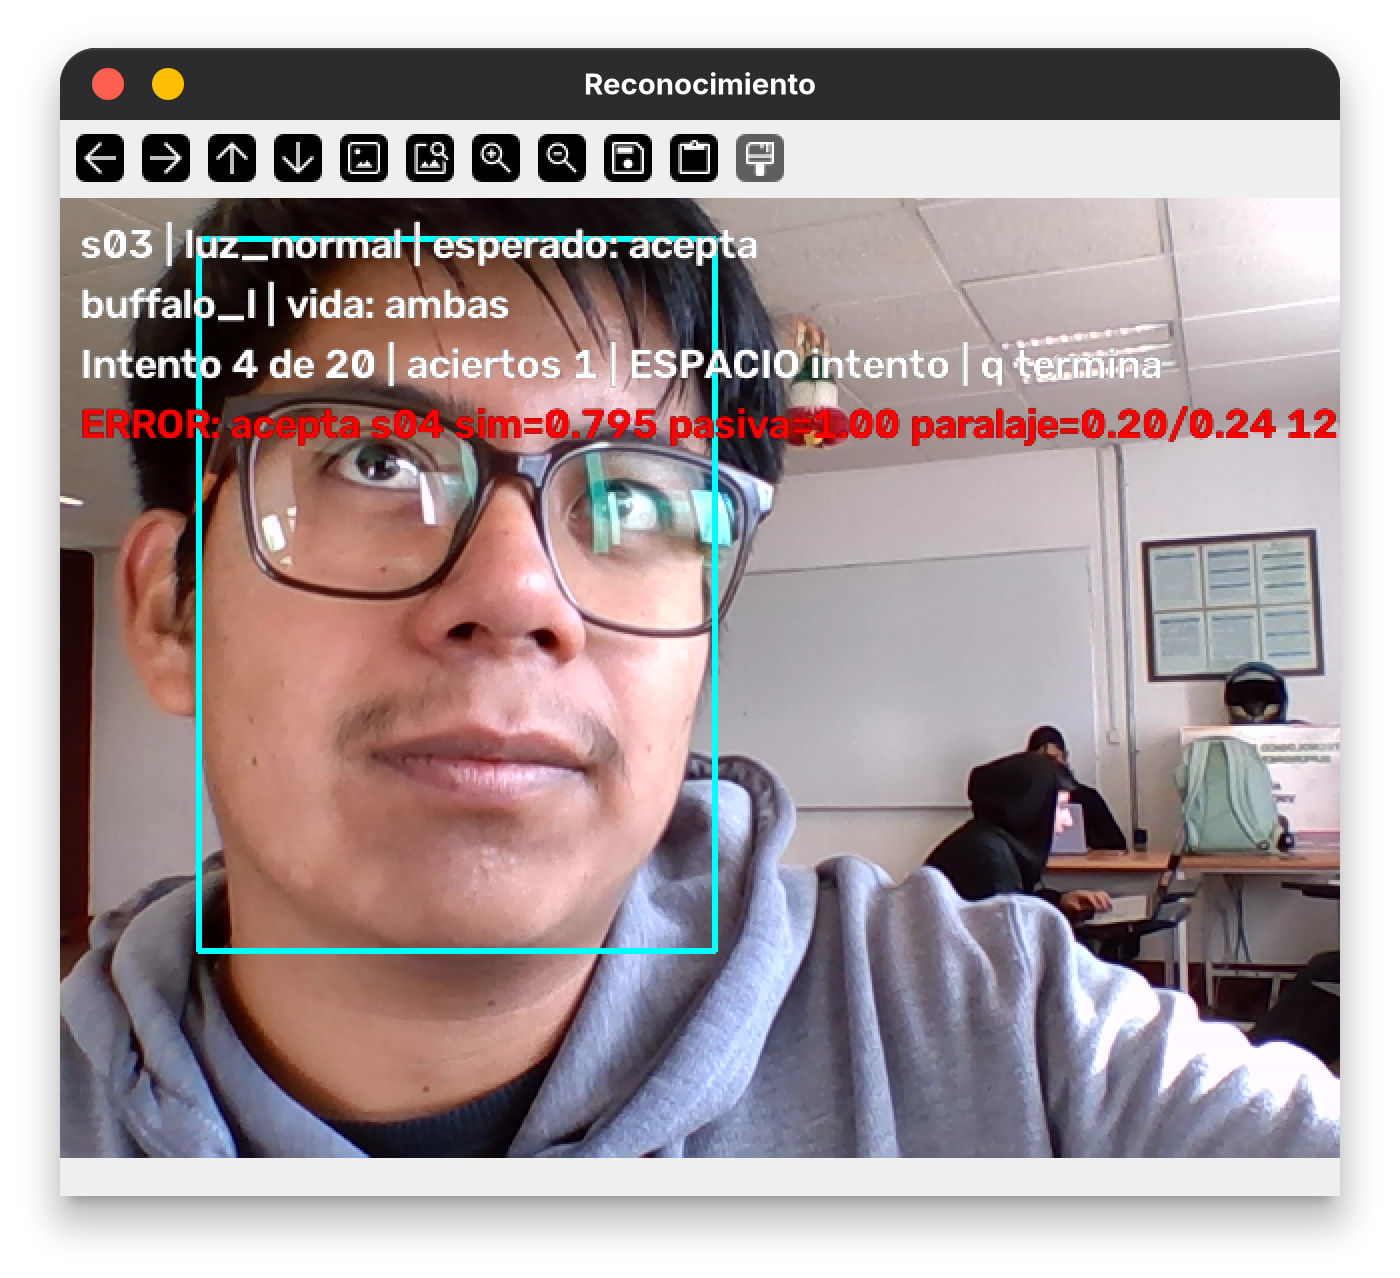 Reconocimiento
s03 | luz_normal | esperado: acepta
buffalo_l | vida: ambas
Intento 4 de 20 | aciertos 1 | ESPACIO intento | q termina
ERROR: acepta s04 sim=0.795 pasiva=1.00 paralaje=0.20/0.24 12